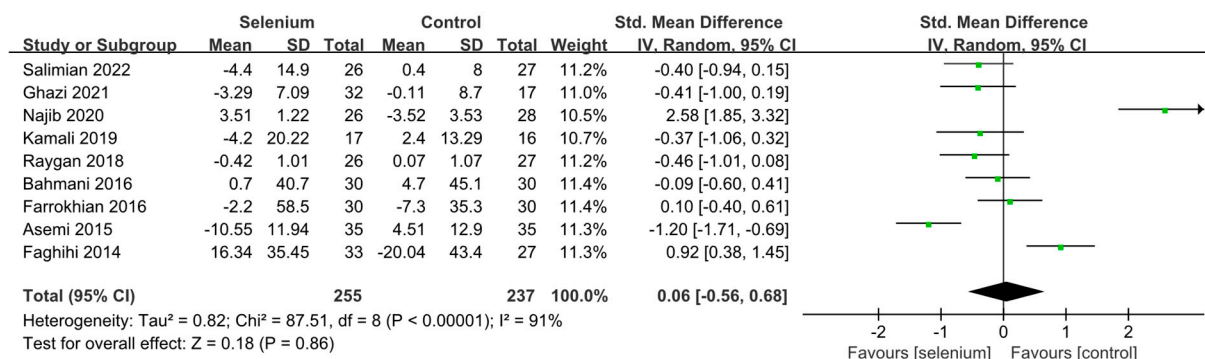 Selenium Control Std. Mean Difference Std. Mean Difference
Study or Subgroup Mean SD Total Mean SD Total Weight IV, Random, 95% CI IV, Random, 95% CI
Salimian 2022 -4.4 14.9 26 0.4 8 27 11.2% -0.40 [-0.94, 0.15]
Ghazi 2021 -3.29 7.09 32 -0.11 8.7 17 11.0% -0.41 [-1.00, 0.19]
Najib 2020 3.51 1.22 26 -3.52 3.53 28 10.5% 2.58 [1.85, 3.32]
Kamali 2019 -4.2 20.22 17 2.4 13.29 16 10.7% -0.37 [-1.06, 0.32]
Raygan 2018 -0.42 1.01 26 0.07 1.07 27 11.2% -0.46 [-1.01, 0.08]
Bahmani 2016 0.7 40.7 30 4.7 45.1 30 11.4% -0.09 [-0.60, 0.41]
Farrokhian 2016 -2.2 58.5 30 -7.3 35.3 30 11.4% 0.10 [-0.40, 0.61]
Asemi 2015 -10.55 11.94 35 4.51 12.9 35 11.3% -1.20 [-1.71, -0.69]
Faghihi 2014 16.34 35.45 33 -20.04 43.4 27 11.3% 0.92 [0.38, 1.45]
Total (95% CI) 255 237 100.0% 0.06 [-0.56, 0.68]
Heterogeneity: Tau² = 0.82; Chi² = 87.51, df = 8 (P < 0.00001); I² = 91%
Test for overall effect: Z = 0.18 (P = 0.86)
-2 -1 0 1 2
Favours [selenium] Favours [control]